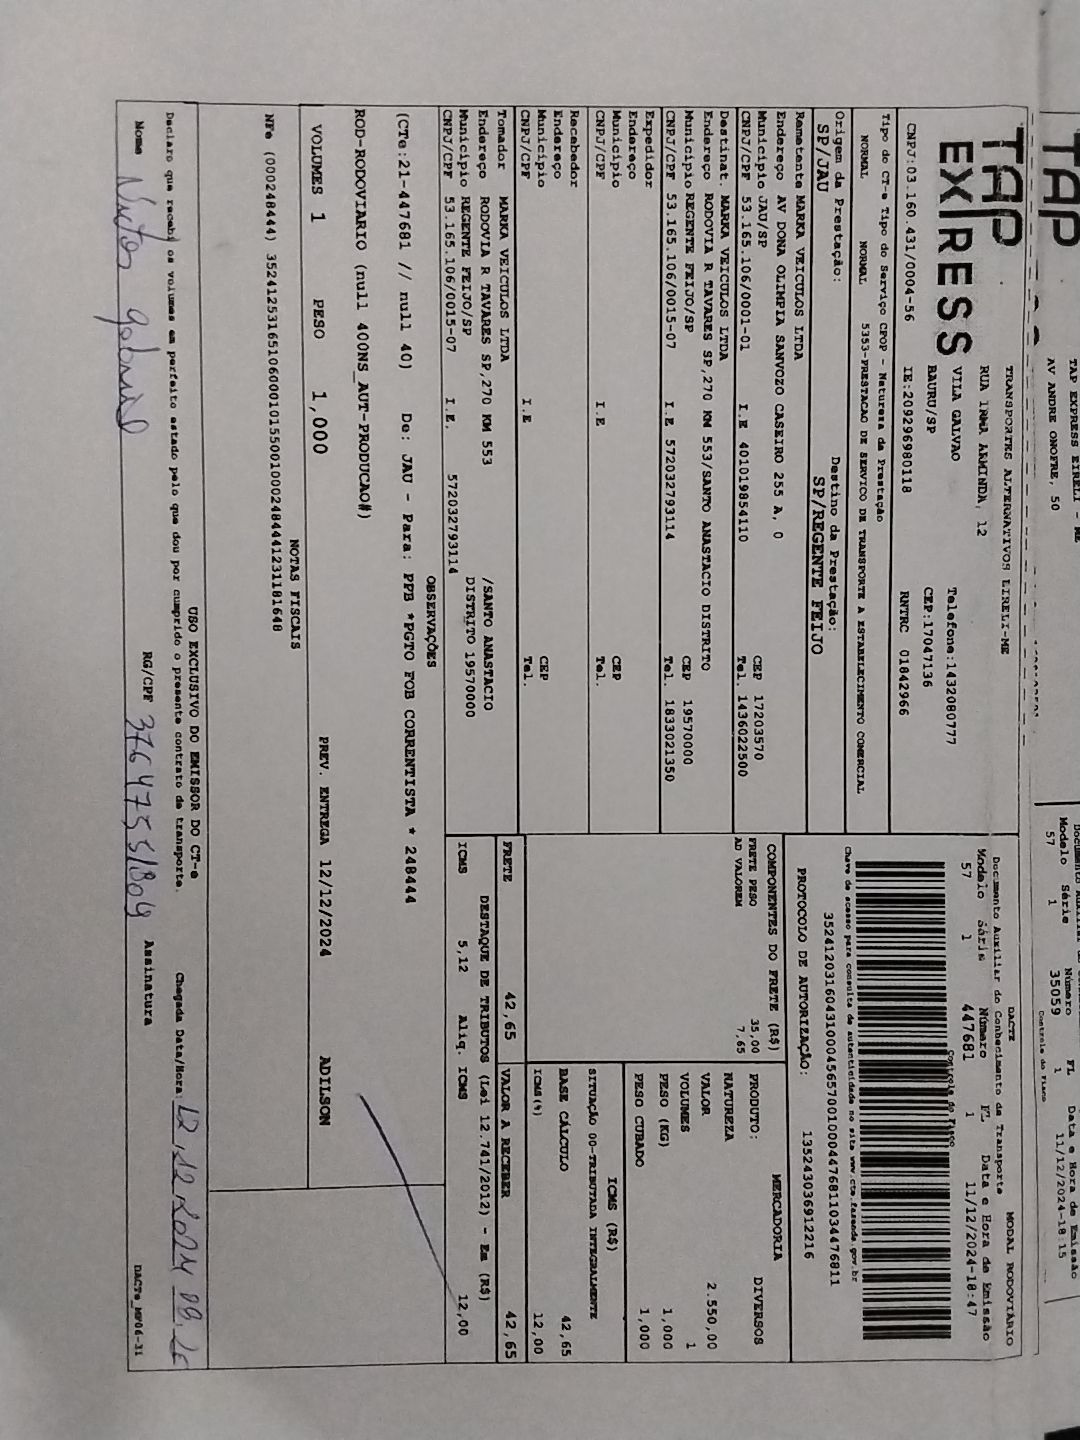 TAP
TAP EXPRESS EIRELI - ME
AV ANDRE ONOFRE, 50
Modelo Série Número FL Data e Hora de Emissão
57 1 35059 1 11/12/2024-18:15
Controle do Fisco
TAP
EXPRESS
TRANSPORTES ALTERNATIVOS EIRELI-ME
RUA IRMA ARMINDA, 12
VILA GALVAO Telefone:1432080777
BAURU/SP CEP:17047136
CNPJ:03.160.431/0004-56 IE:209296980118 RNTRC 01842966
DACTE MODAL RODOVIÁRIO
Documento Auxiliar do Conhecimento de Transporte
Modelo Série Número FL Data e Hora de Emissão
57 1 447681 1 11/12/2024-18:47
Controle do Fisco
Chave de acesso para consulta de autenticidade no site www.cte.fazenda.gov.br
35241203160431000456570010004476811034476811
PROTOCOLO DE AUTORIZAÇÃO: 135243036912216
Tipo do CT-e Tipo do Serviço CFOP - Natureza da Prestação
NORMAL NORMAL 5353-PRESTACAO DE SERVICO DE TRANSPORTE A ESTABELECIMENTO COMERCIAL
Origem da Prestação: Destino da Prestação:
SP/JAU SP/REGENTE FEIJO
Remetente MARKA VEICULOS LTDA
Endereço AV DONA OLIMPIA SANVOZO CASEIRO 255 A, 0
Município JAU/SP CEP 17203570
CNPJ/CPF 53.165.106/0001-01 I.E 401019854110 Tel. 1436022500
Destinat. MARKA VEICULOS LTDA
Endereço RODOVIA R TAVARES SP,270 KM 553/SANTO ANASTACIO DISTRITO
Município REGENTE FEIJO/SP CEP 19570000
CNPJ/CPF 53.165.106/0015-07 I.E 572032793114 Tel. 1833021350
Expedidor
Endereço
Município CEP
CNPJ/CPF I.E Tel.
Recebedor
Endereço
Município CEP
CNPJ/CPF I.E Tel.
Tomador MARKA VEICULOS LTDA
Endereço RODOVIA R TAVARES SP,270 KM 553 /SANTO ANASTACIO
Município REGENTE FEIJO/SP DISTRITO 19570000
CNPJ/CPF 53.165.106/0015-07 I.E. 572032793114
COMPONENTES DO FRETE (R$)
FRETE PESO 35,00
AD VALOREM 7,65
FRETE 42,65
MERCADORIA
PRODUTO: DIVERSOS
NATUREZA
VALOR 2.550,00
VOLUMES 1
PESO (KG) 1,000
PESO CUBADO 1,000
ICMS (R$)
SITUAÇÃO 00-TRIBUTADA INTEGRALMENTE
BASE CÁLCULO 42,65
ICMS(%) 12,00
VALOR A RECEBER 42,65
DESTAQUE DE TRIBUTOS (Lei 12.741/2012) - Em (R$)
ICMS 5,12 Aliq. ICMS 12,00
OBSERVAÇÕES
(CTe:21-447681 // null 40) De: JAU - Para: PPB *PGTO FOB CORRENTISTA * 248444
ROD-RODOVIARIO (null 400NS_AUT-PRODUCAO#)
VOLUMES 1 PESO 1,000 PREV. ENTREGA 12/12/2024 ADILSON
NOTAS FISCAIS
NFe (000248444) 35241253165106000101550010002484441231181648
USO EXCLUSIVO DO EMISSOR DO CT-e
Declaro que recebi os volumes em perfeito estado pelo que dou por cumprido o presente contrato de transporte. Chegada Data/Hora: 12.12.2024 08:
Nome gabriel RG/CPF Assinatura DACTe_MP06-31